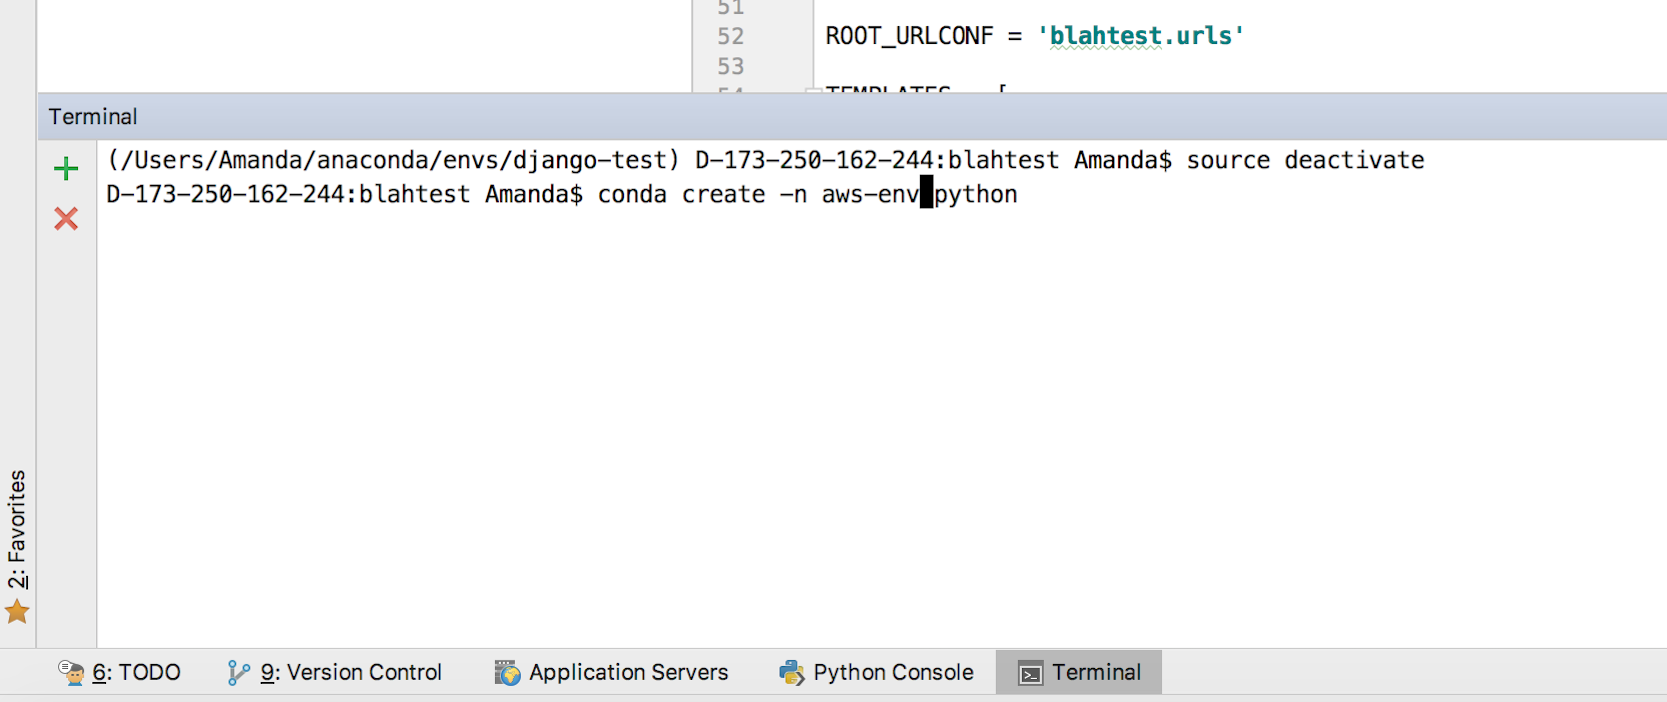 51
52 ROOT_URLCONF = 'blahtest.urls'
53
54 TEMPLATES = [
Terminal
(/Users/Amanda/anaconda/envs/django-test) D-173-250-162-244:blahtest Amanda$ source deactivate
D-173-250-162-244:blahtest Amanda$ conda create -n aws-env python
2: Favorites
6: TODO 9: Version Control Application Servers Python Console Terminal